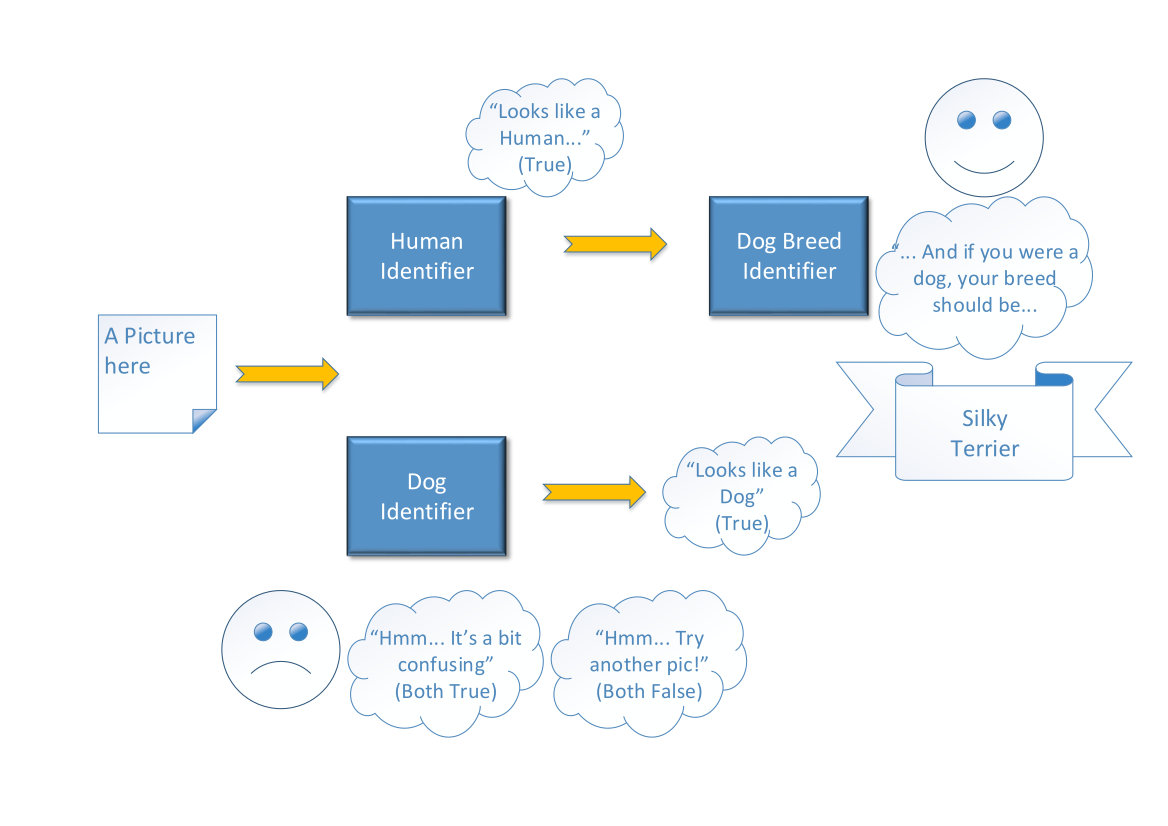 “Looks like a
Human...”
(True)
Human
Identifier
Dog Breed
Identifier
“... And if you were a
dog, your breed
should be...
A Picture
here
Silky
Terrier
Dog
Identifier
“Looks like a
Dog”
(True)
“Hmm... It’s a bit
confusing”
(Both True)
“Hmm... Try
another pic!”
(Both False)